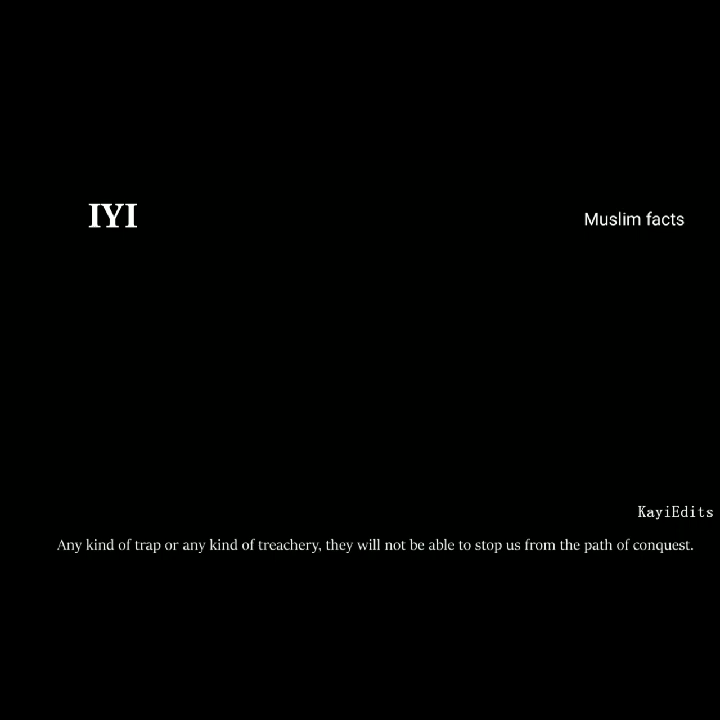 IYI
Muslim facts
KayiEdits
Any kind of trap or any kind of treachery, they will not be able to stop us from the path of conquest.